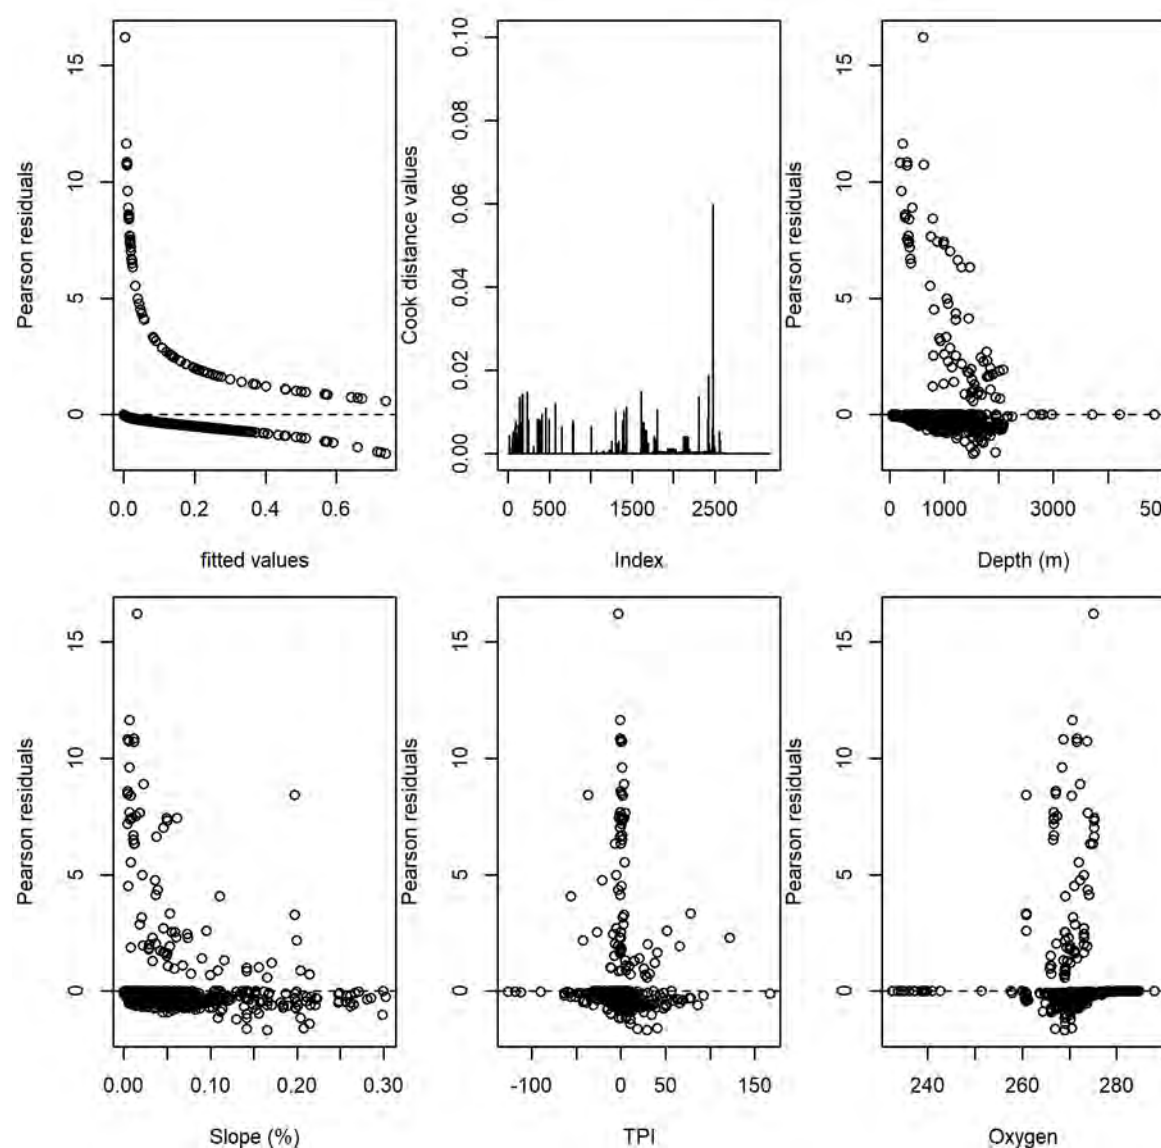 15
10
5
0
Pearson residuals
0.0 0.2 0.4 0.6
fitted values
0.10
0.08
0.06
0.04
0.02
0.00
Cook distance values
0 500 1500 2500
Index
15
10
5
0
Pearson residuals
0 1000 3000 500
Depth (m)
15
10
5
0
Pearson residuals
0.00 0.10 0.20 0.30
Slope (%)
15
10
5
0
Pearson residuals
-100 0 50 150
TPI
15
10
5
0
Pearson residuals
240 260 280
Oxygen